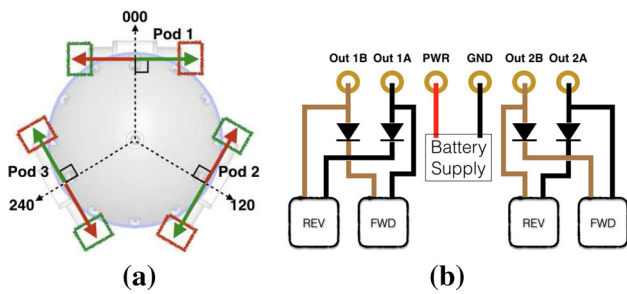 000
Pod 1
Pod 3
Pod 2
240
120
(a)
Out 1B Out 1A PWR GND Out 2B Out 2A
Battery
Supply
REV FWD REV FWD
(b)